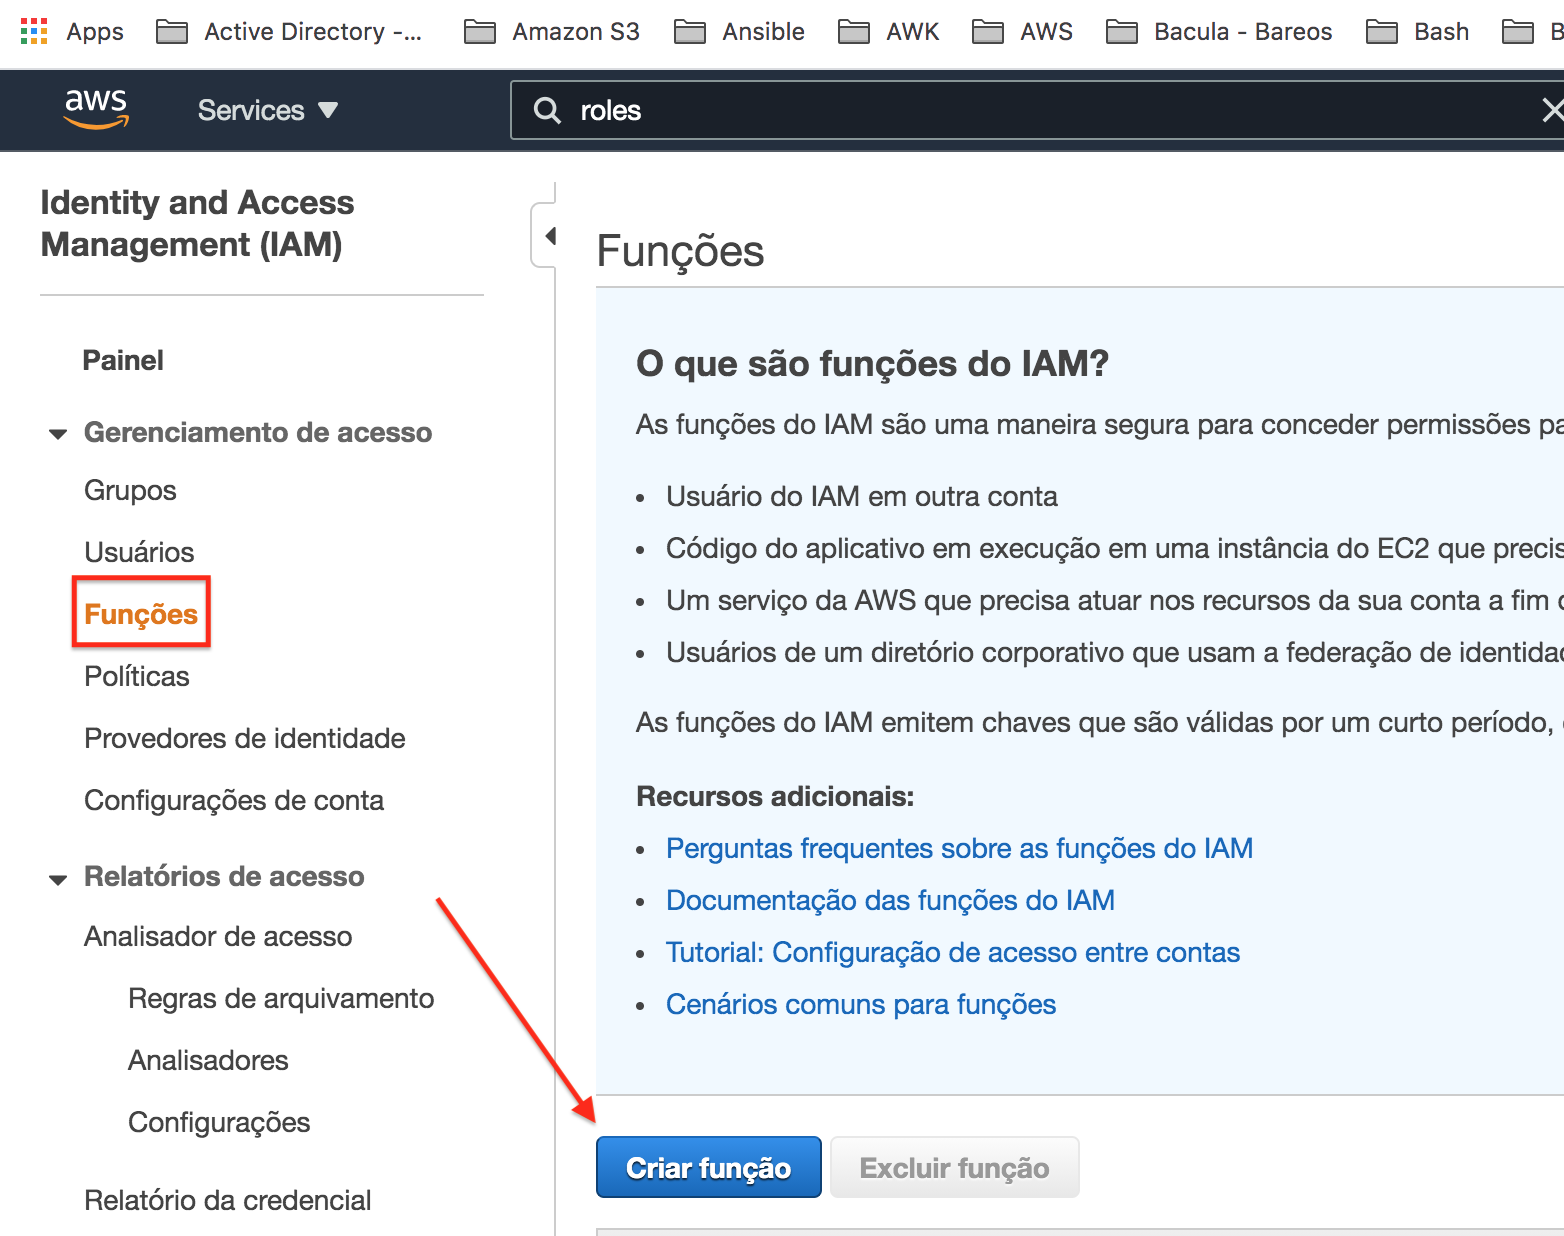 Apps
Active Directory -...
Amazon S3
Ansible
AWK
AWS
Bacula - Bareos
Bash
aws
Services
roles
Identity and Access
Management (IAM)
Painel
Gerenciamento de acesso
Grupos
Usuários
Funções
Políticas
Provedores de identidade
Configurações de conta
Relatórios de acesso
Analisador de acesso
Regras de arquivamento
Analisadores
Configurações
Relatório da credencial
Funções
O que são funções do IAM?
As funções do IAM são uma maneira segura para conceder permissões
Usuário do IAM em outra conta
Código do aplicativo em execução em uma instância do EC2 que
Um serviço da AWS que precisa atuar nos recursos da sua conta a fim
Usuários de um diretório corporativo que usam a federação de
As funções do IAM emitem chaves que são válidas por um curto período,
Recursos adicionais:
Perguntas frequentes sobre as funções do IAM
Documentação das funções do IAM
Tutorial: Configuração de acesso entre contas
Cenários comuns para funções
Criar função
Excluir função